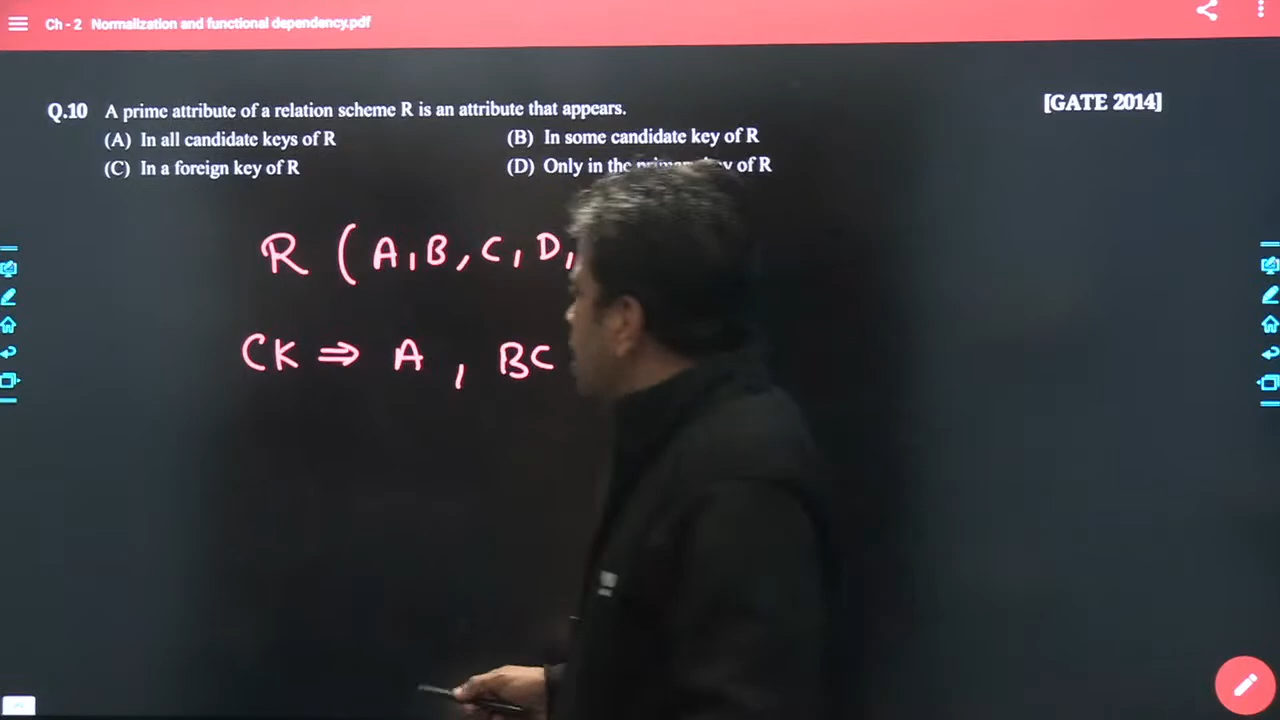 Ch - 2 Normalization and functional dependency.pdf
Q.10 A prime attribute of a relation scheme R is an attribute that appears. [GATE 2014]
(A) In all candidate keys of R (B) In some candidate key of R
(C) In a foreign key of R (D) Only in the of R
R ( A, B, C, D,
CK ⇒ A , BC